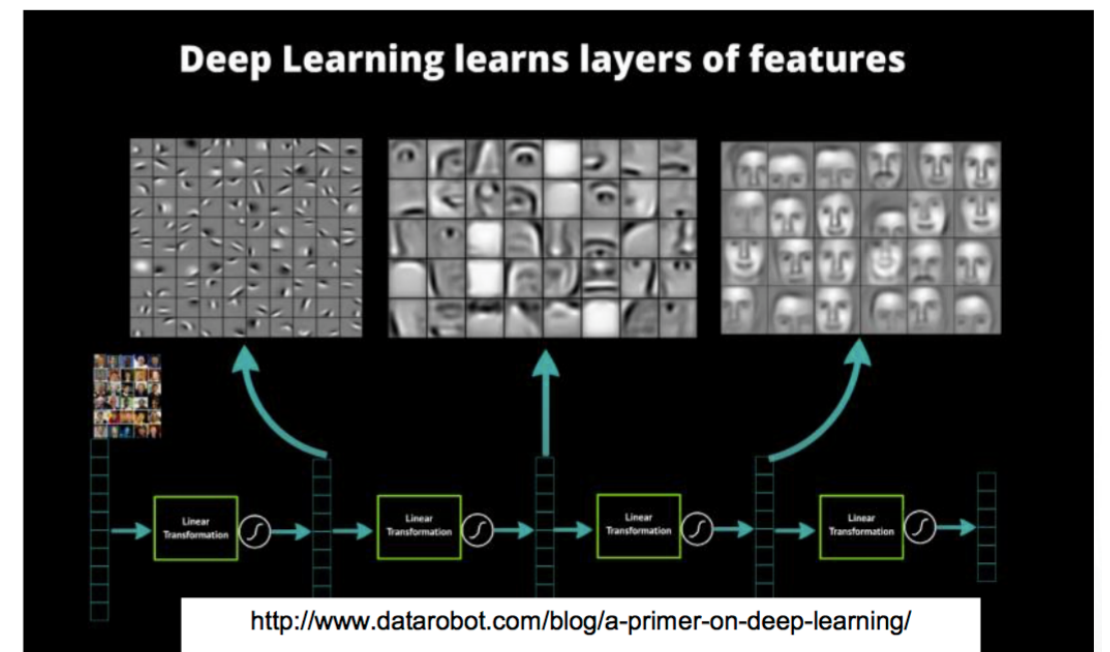 Deep Learning learns layers of features
Linear
Transformation
Linear
Transformation
Linear
Transformation
Linear
Transformation
http://www.datarobot.com/blog/a-primer-on-deep-learning/